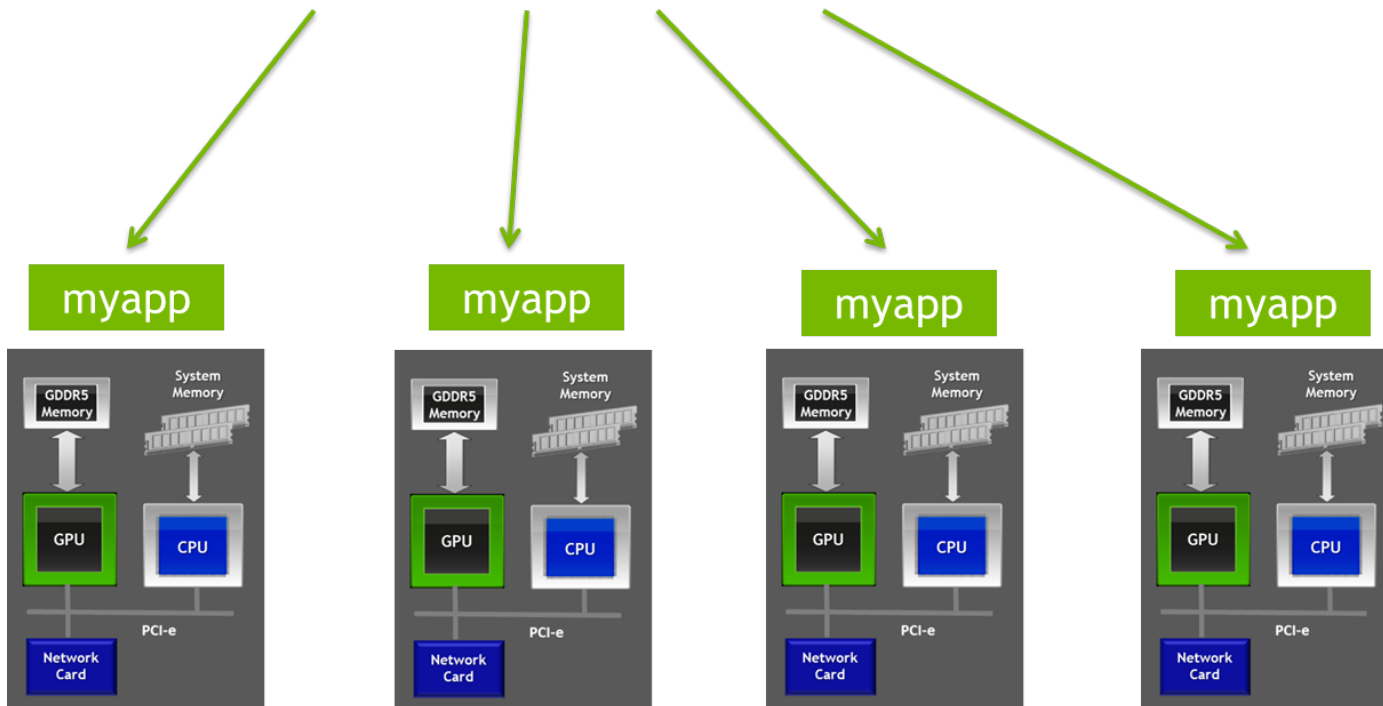 myapp
myapp
myapp
myapp
GDDR5
Memory
System
Memory
GPU
CPU
PCI-e
Network
Card
GDDR5
Memory
System
Memory
GPU
CPU
PCI-e
Network
Card
GDDR5
Memory
System
Memory
GPU
CPU
PCI-e
Network
Card
GDDR5
Memory
System
Memory
GPU
CPU
PCI-e
Network
Card